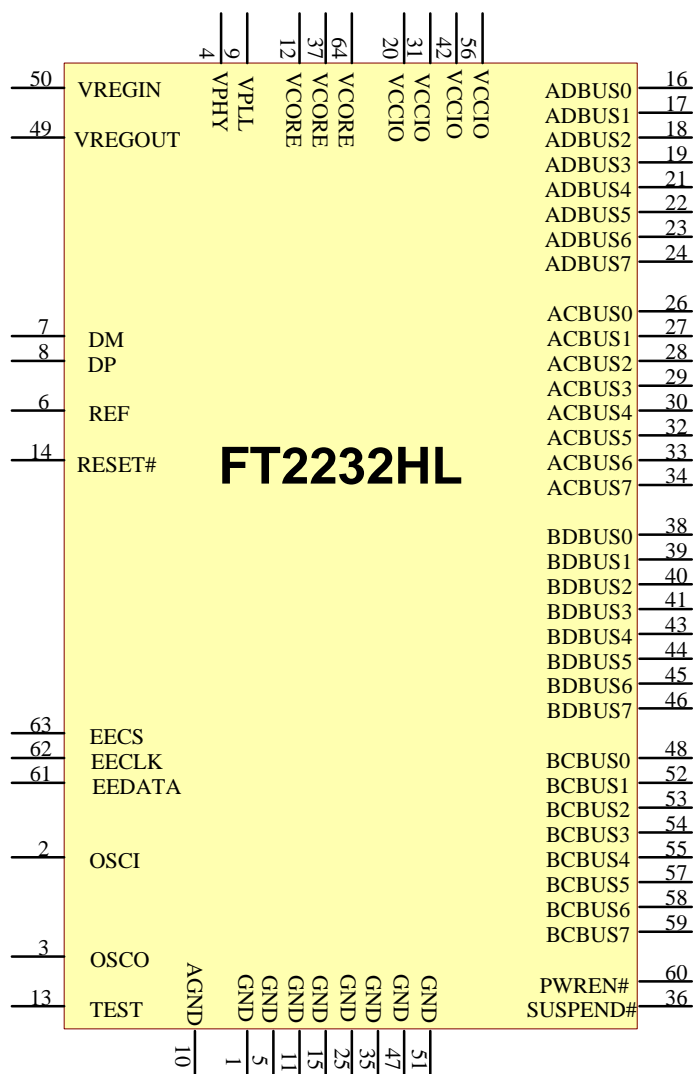 4 9 12 37 64 20 31 42 56
VPHY VPLL VCORE VCORE VCORE VCCIO VCCIO VCCIO VCCIO
50 VREGIN
49 VREGOUT
7 DM
8 DP
6 REF
14 RESET#
63 EECS
62 EECLK
61 EEDATA
2 OSCI
3 OSCO
13 TEST
FT2232HL
ADBUS0 16
ADBUS1 17
ADBUS2 18
ADBUS3 19
ADBUS4 21
ADBUS5 22
ADBUS6 23
ADBUS7 24
ACBUS0 26
ACBUS1 27
ACBUS2 28
ACBUS3 29
ACBUS4 30
ACBUS5 32
ACBUS6 33
ACBUS7 34
BDBUS0 38
BDBUS1 39
BDBUS2 40
BDBUS3 41
BDBUS4 43
BDBUS5 44
BDBUS6 45
BDBUS7 46
BCBUS0 48
BCBUS1 52
BCBUS2 53
BCBUS3 54
BCBUS4 55
BCBUS5 57
BCBUS6 58
BCBUS7 59
PWREN# 60
SUSPEND# 36
AGND GND GND GND GND GND GND GND GND
10 1 5 11 15 25 35 47 51